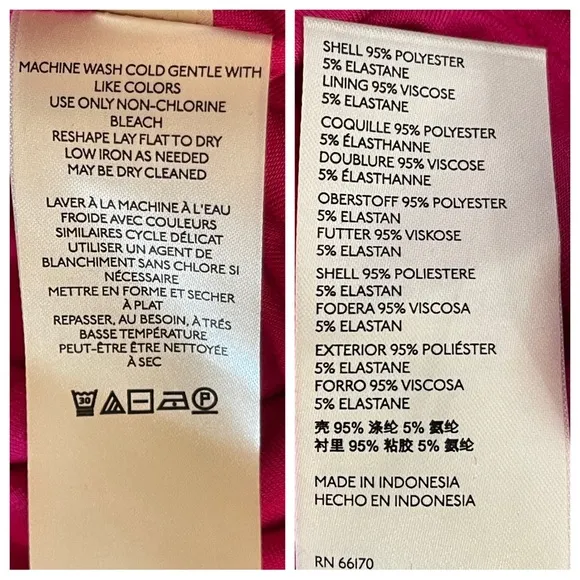 MACHINE WASH COLD GENTLE WITH
LIKE COLORS
USE ONLY NON-CHLORINE
BLEACH
RESHAPE LAY FLAT TO DRY
LOW IRON AS NEEDED
MAY BE DRY CLEANED
LAVER À LA MACHINE À L'EAU
FROIDE AVEC COULEURS
SIMILAIRES CYCLE DÉLICAT
UTILISER UN AGENT DE
BLANCHIMENT SANS CHLORE SI
NÉCESSAIRE
METTRE EN FORME ET SECHER
À PLAT
REPASSER, AU BESOIN, À TRÉS
BASSE TEMPÉRATURE
PEUT-ÊTRE ÊTRE NETTOYÉE
À SEC
30
P
SHELL 95% POLYESTER
5% ELASTANE
LINING 95% VISCOSE
5% ELASTANE
COQUILLE 95% POLYESTER
5% ÉLASTHANNE
DOUBLURE 95% VISCOSE
5% ÉLASTHANNE
OBERSTOFF 95% POLYESTER
5% ELASTAN
FUTTER 95% VISKOSE
5% ELASTAN
SHELL 95% POLIESTERE
5% ELASTAN
FODERA 95% VISCOSA
5% ELASTAN
EXTERIOR 95% POLIÉSTER
5% ELASTANE
FORRO 95% VISCOSA
5% ELASTANE
壳 95% 涤纶 5% 氨纶
衬里 95% 粘胶 5% 氨纶
MADE IN INDONESIA
HECHO EN INDONESIA
RN 66170